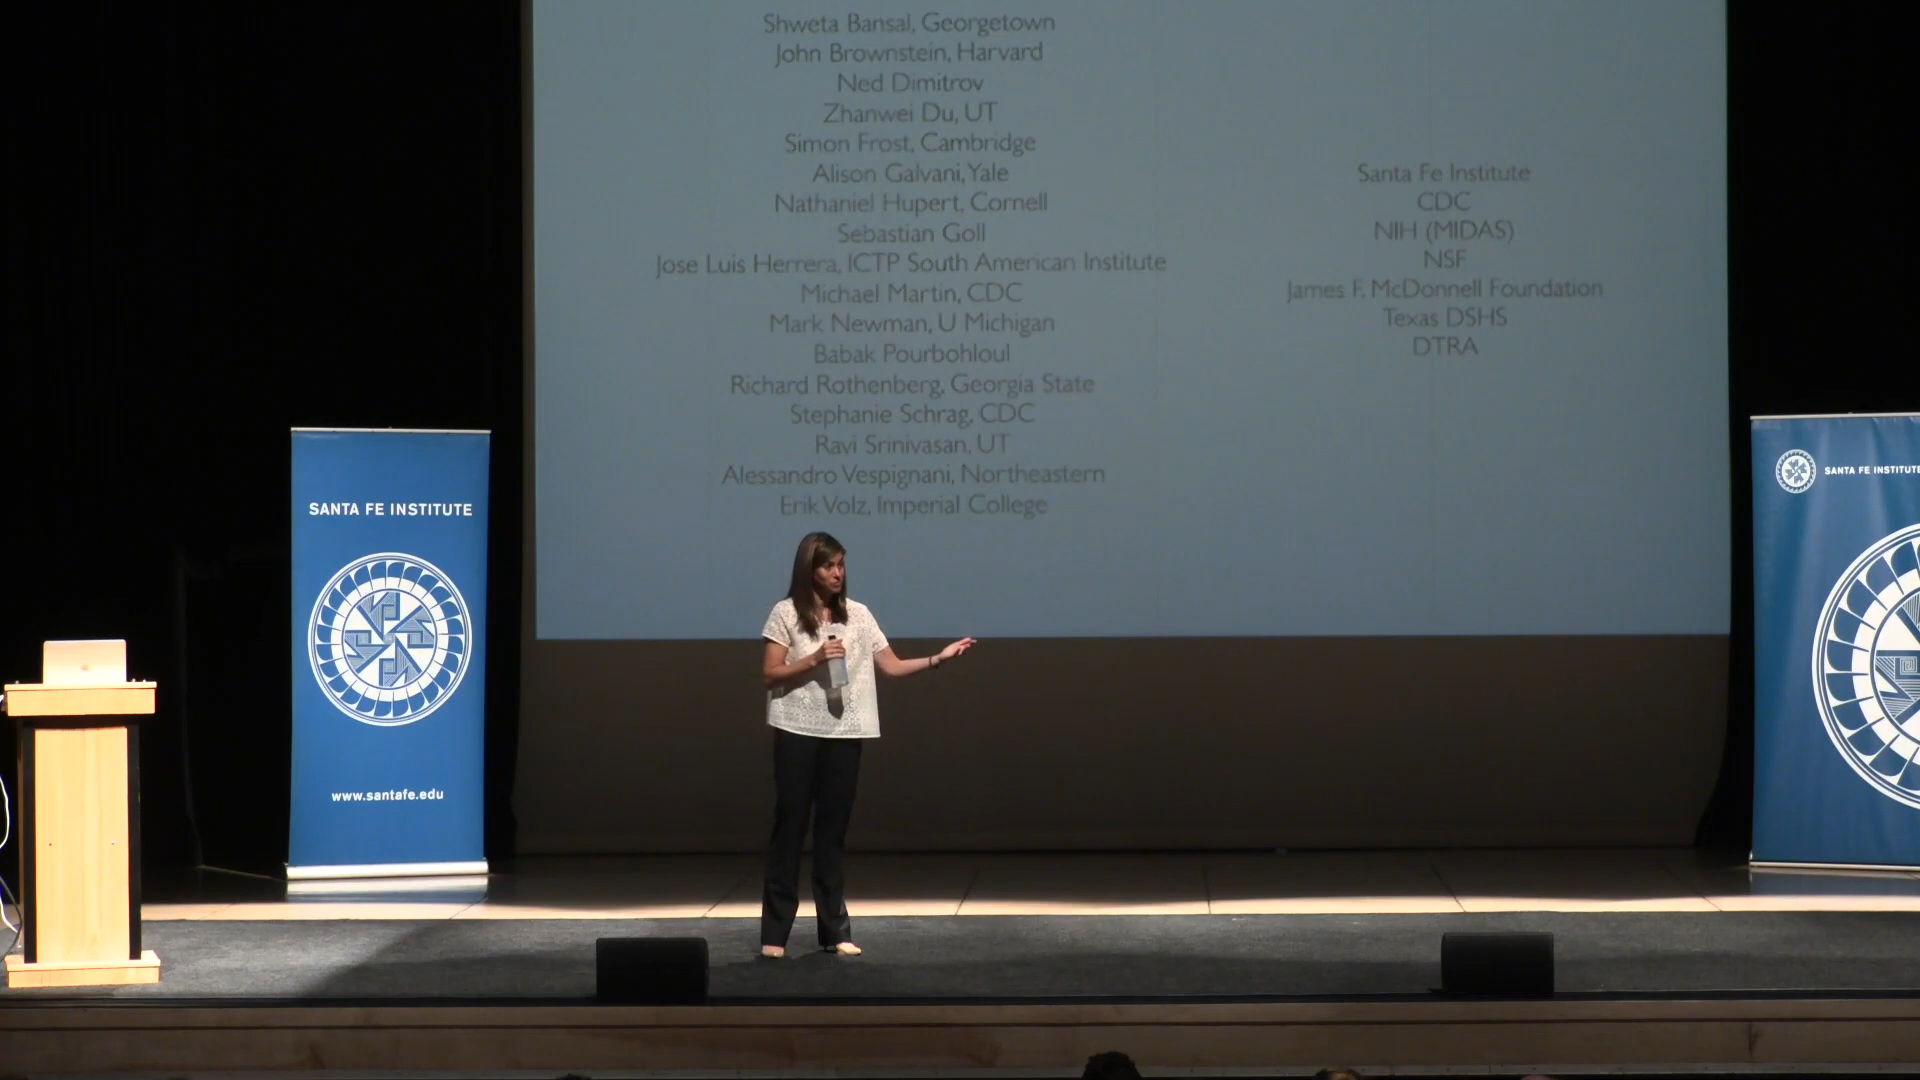 Shweta Bansal, Georgetown
John Brownstein, Harvard
Ned Dimitrov
Zhanwei Du, UT
Simon Frost, Cambridge
Alison Galvani, Yale
Nathaniel Hupert, Cornell
Sebastian Goll
Jose Luis Herrera, ICTP South American Institute
Michael Martin, CDC
Mark Newman, U Michigan
Babak Pourbohloul
Richard Rothenberg, Georgia State
Stephanie Schrag, CDC
Ravi Srinivasan, UT
Alessandro Vespignani, Northeastern
Erik Volz, Imperial College
Santa Fe Institute
CDC
NIH (MIDAS)
NSF
James F. McDonnell Foundation
Texas DSHS
DTRA
SANTA FE INSTITUTE
www.santafe.edu
SANTA FE INSTITUTE